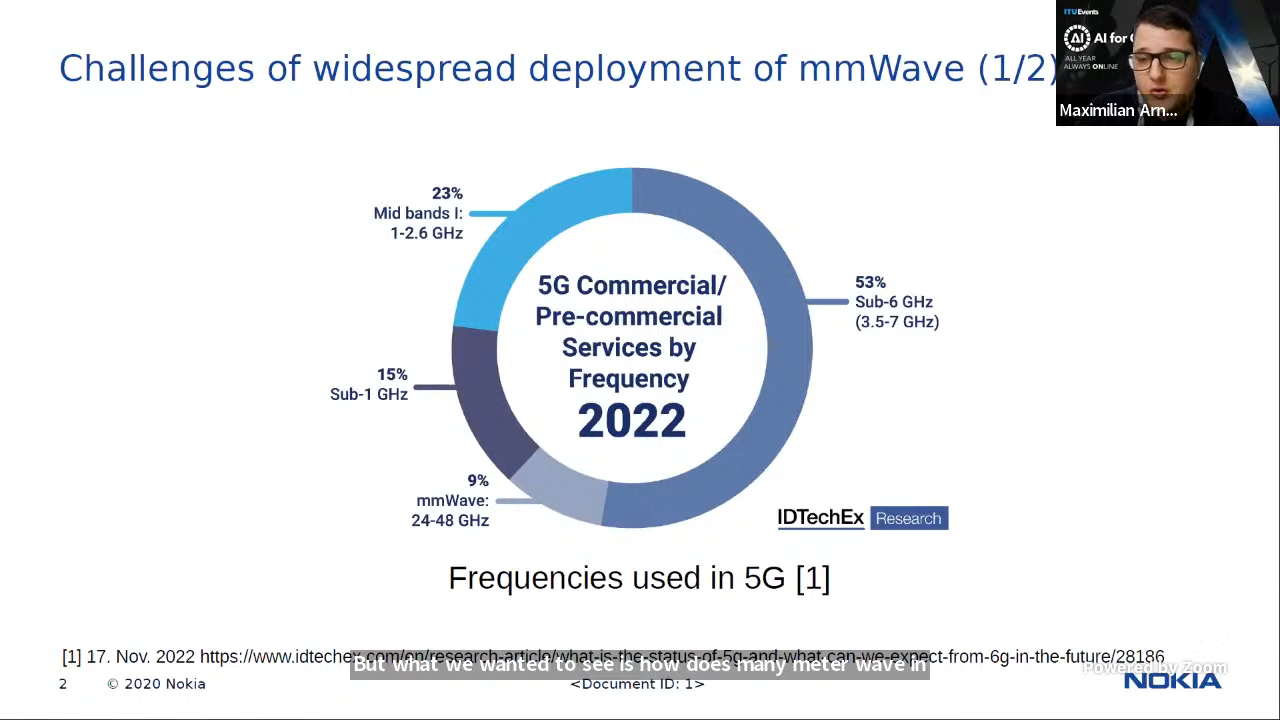 Challenges of widespread deployment of mmWave (1/2)
ITUEvents
AI
AI for
ALL YEAR
ALWAYS ONLINE
Maximilian Arn...
23%
Mid bands I:
1-2.6 GHz
53%
Sub-6 GHz
(3.5-7 GHz)
15%
Sub-1 GHz
9%
mmWave:
24-48 GHz
5G Commercial/
Pre-commercial
Services by
Frequency
2022
IDTechEx Research
Frequencies used in 5G [1]
[1] 17. Nov. 2022 https://www.idtechex.com/en/research-article/what-is-the-status-of-5g-and-what-can-we-expect-from-6g-in-the-future/28186
But what we wanted to see is how does many meter wave in
Powered by Zoom
2 © 2020 Nokia <Document ID: 1> NOKIA